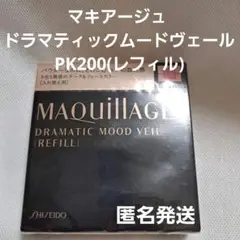 マキアージュ
ドラマティックムードヴェール
PK200(レフィル)
MAQuillAGE
DRAMATIC MOOD VEIL
(REFILL)
SHISEIDO
匿名発送